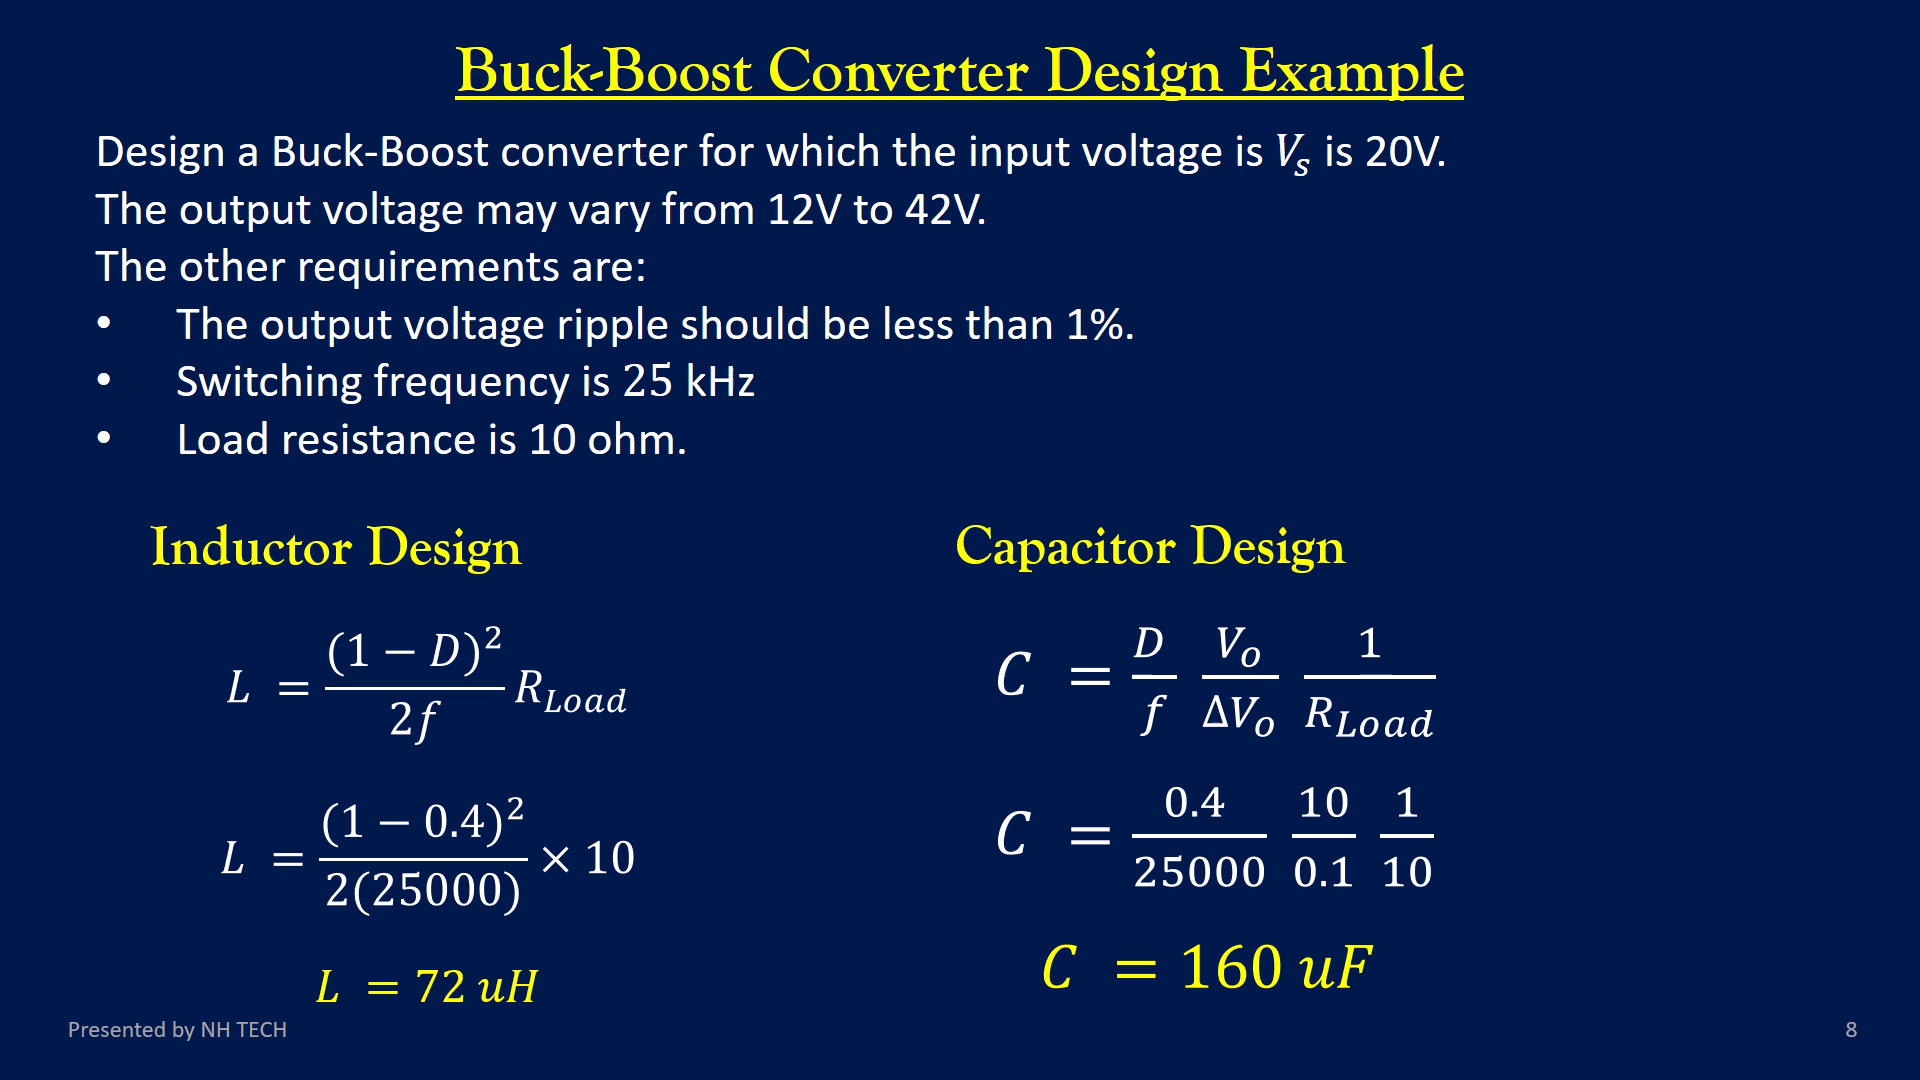 Buck-Boost Converter Design Example
Design a Buck-Boost converter for which the input voltage is Vₛ is 20V.
The output voltage may vary from 12V to 42V.
The other requirements are:
• The output voltage ripple should be less than 1%.
• Switching frequency is 25 kHz
• Load resistance is 10 ohm.
Inductor Design
L = (1 − D)² / 2f R_Load
L = (1 − 0.4)² / 2(25000) × 10
L = 72 uH
Capacitor Design
C = D / f V_o / ΔV_o 1 / R_Load
C = 0.4 / 25000 10 / 0.1 1 / 10
C = 160 uF
Presented by NH TECH
8